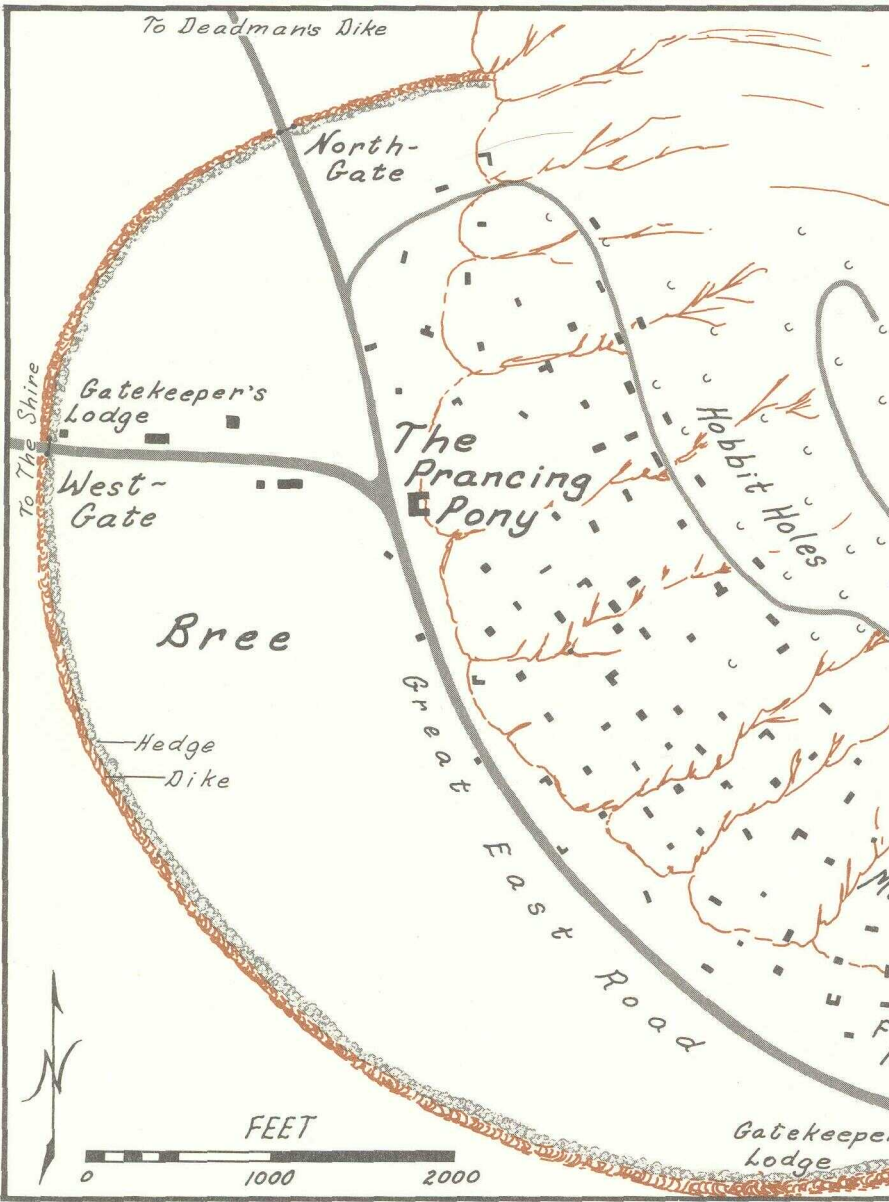 To Deadman's Dike
North-
Gate
To The Shire
Gatekeeper's
Lodge
West-
Gate
The
Prancing
Pony
Hobbit Holes
Bree
Great East Road
Hedge
Dike
N
FEET
0 1000 2000
Gatekeeper
Lodge